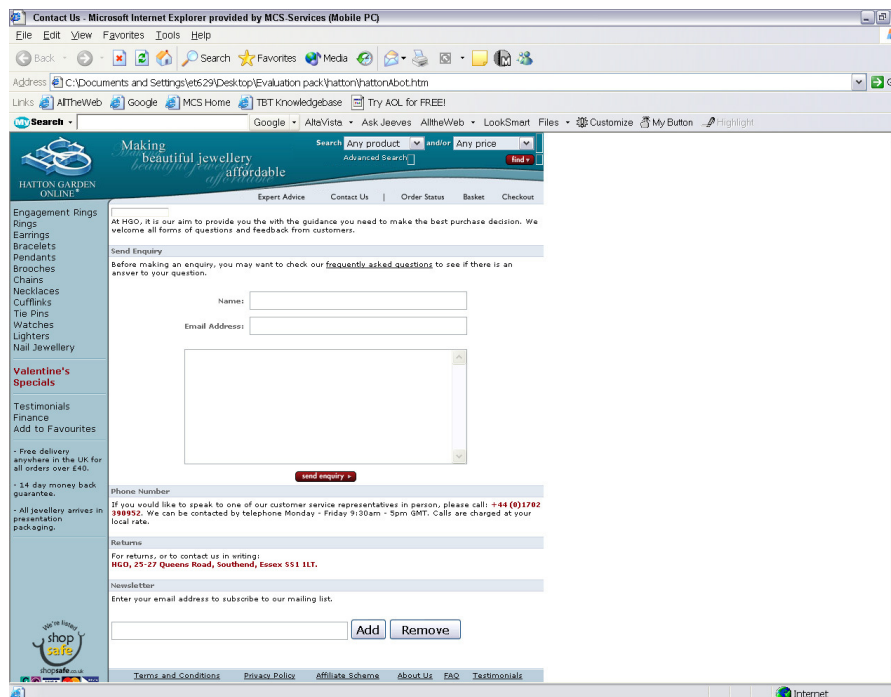 Contact Us - Microsoft Internet Explorer provided by MCS-Services (Mobile PC)
File Edit View Favorites Tools Help
Back Search Favorites Media
Address C:\Documents and Settings\et629\Desktop\Evaluation pack\hatton\hattonAbot.htm
Links AllTheWeb Google MCS Home TBT Knowledgebase Try AOL for FREE!
My Search Google AltaVista Ask Jeeves AlltheWeb LookSmart Files Customize My Button Highlight
HATTON GARDEN
ONLINE
Making
beautiful jewellery
affordable
Search Any product and/or Any price
Advanced Search find
Expert Advice Contact Us | Order Status Basket Checkout
Engagement Rings
Rings
Earrings
Bracelets
Pendants
Brooches
Chains
Necklaces
Cufflinks
Tie Pins
Watches
Lighters
Nail Jewellery
Valentine's
Specials
Testimonials
Finance
Add to Favourites
- Free delivery
anywhere in the UK for
all orders over £40.
- 14 day money back
guarantee.
- All jewellery arrives in
presentation
packaging.
We're listed
shop
safe
shopsafe.co.uk
At HGO, it is our aim to provide you the with the guidance you need to make the best purchase decision. We
welcome all forms of questions and feedback from customers.
Send Enquiry
Before making an enquiry, you may want to check our frequently asked questions to see if there is an
answer to your question.
Name:
Email Address:
send enquiry
Phone Number
If you would like to speak to one of our customer service representatives in person, please call: +44 (0)1702
390952. We can be contacted by telephone Monday - Friday 9:30am - 5pm GMT. Calls are charged at your
local rate.
Returns
For returns, or to contact us in writing:
HGO, 25-27 Queens Road, Southend, Essex SS1 1LT.
Newsletter
Enter your email address to subscribe to our mailing list.
Add Remove
Terms and Conditions Privacy Policy Affiliate Scheme About Us FAQ Testimonials
Internet